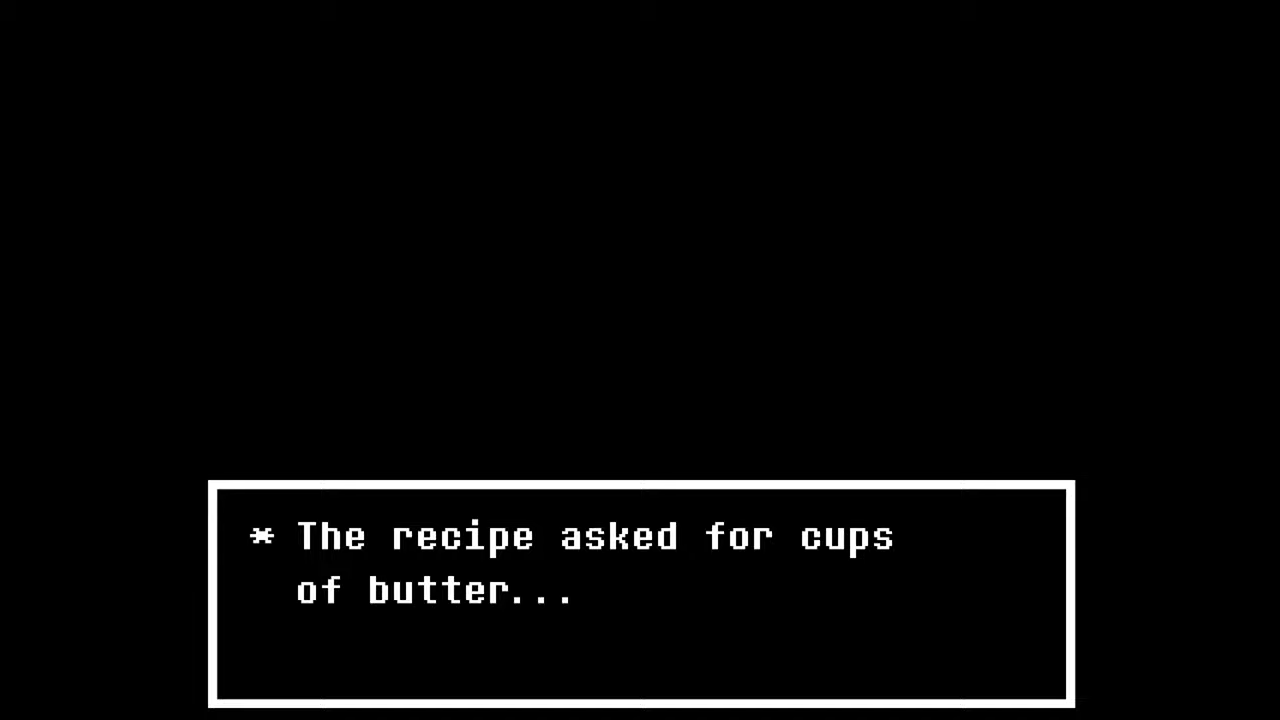 * The recipe asked for cups
of butter...